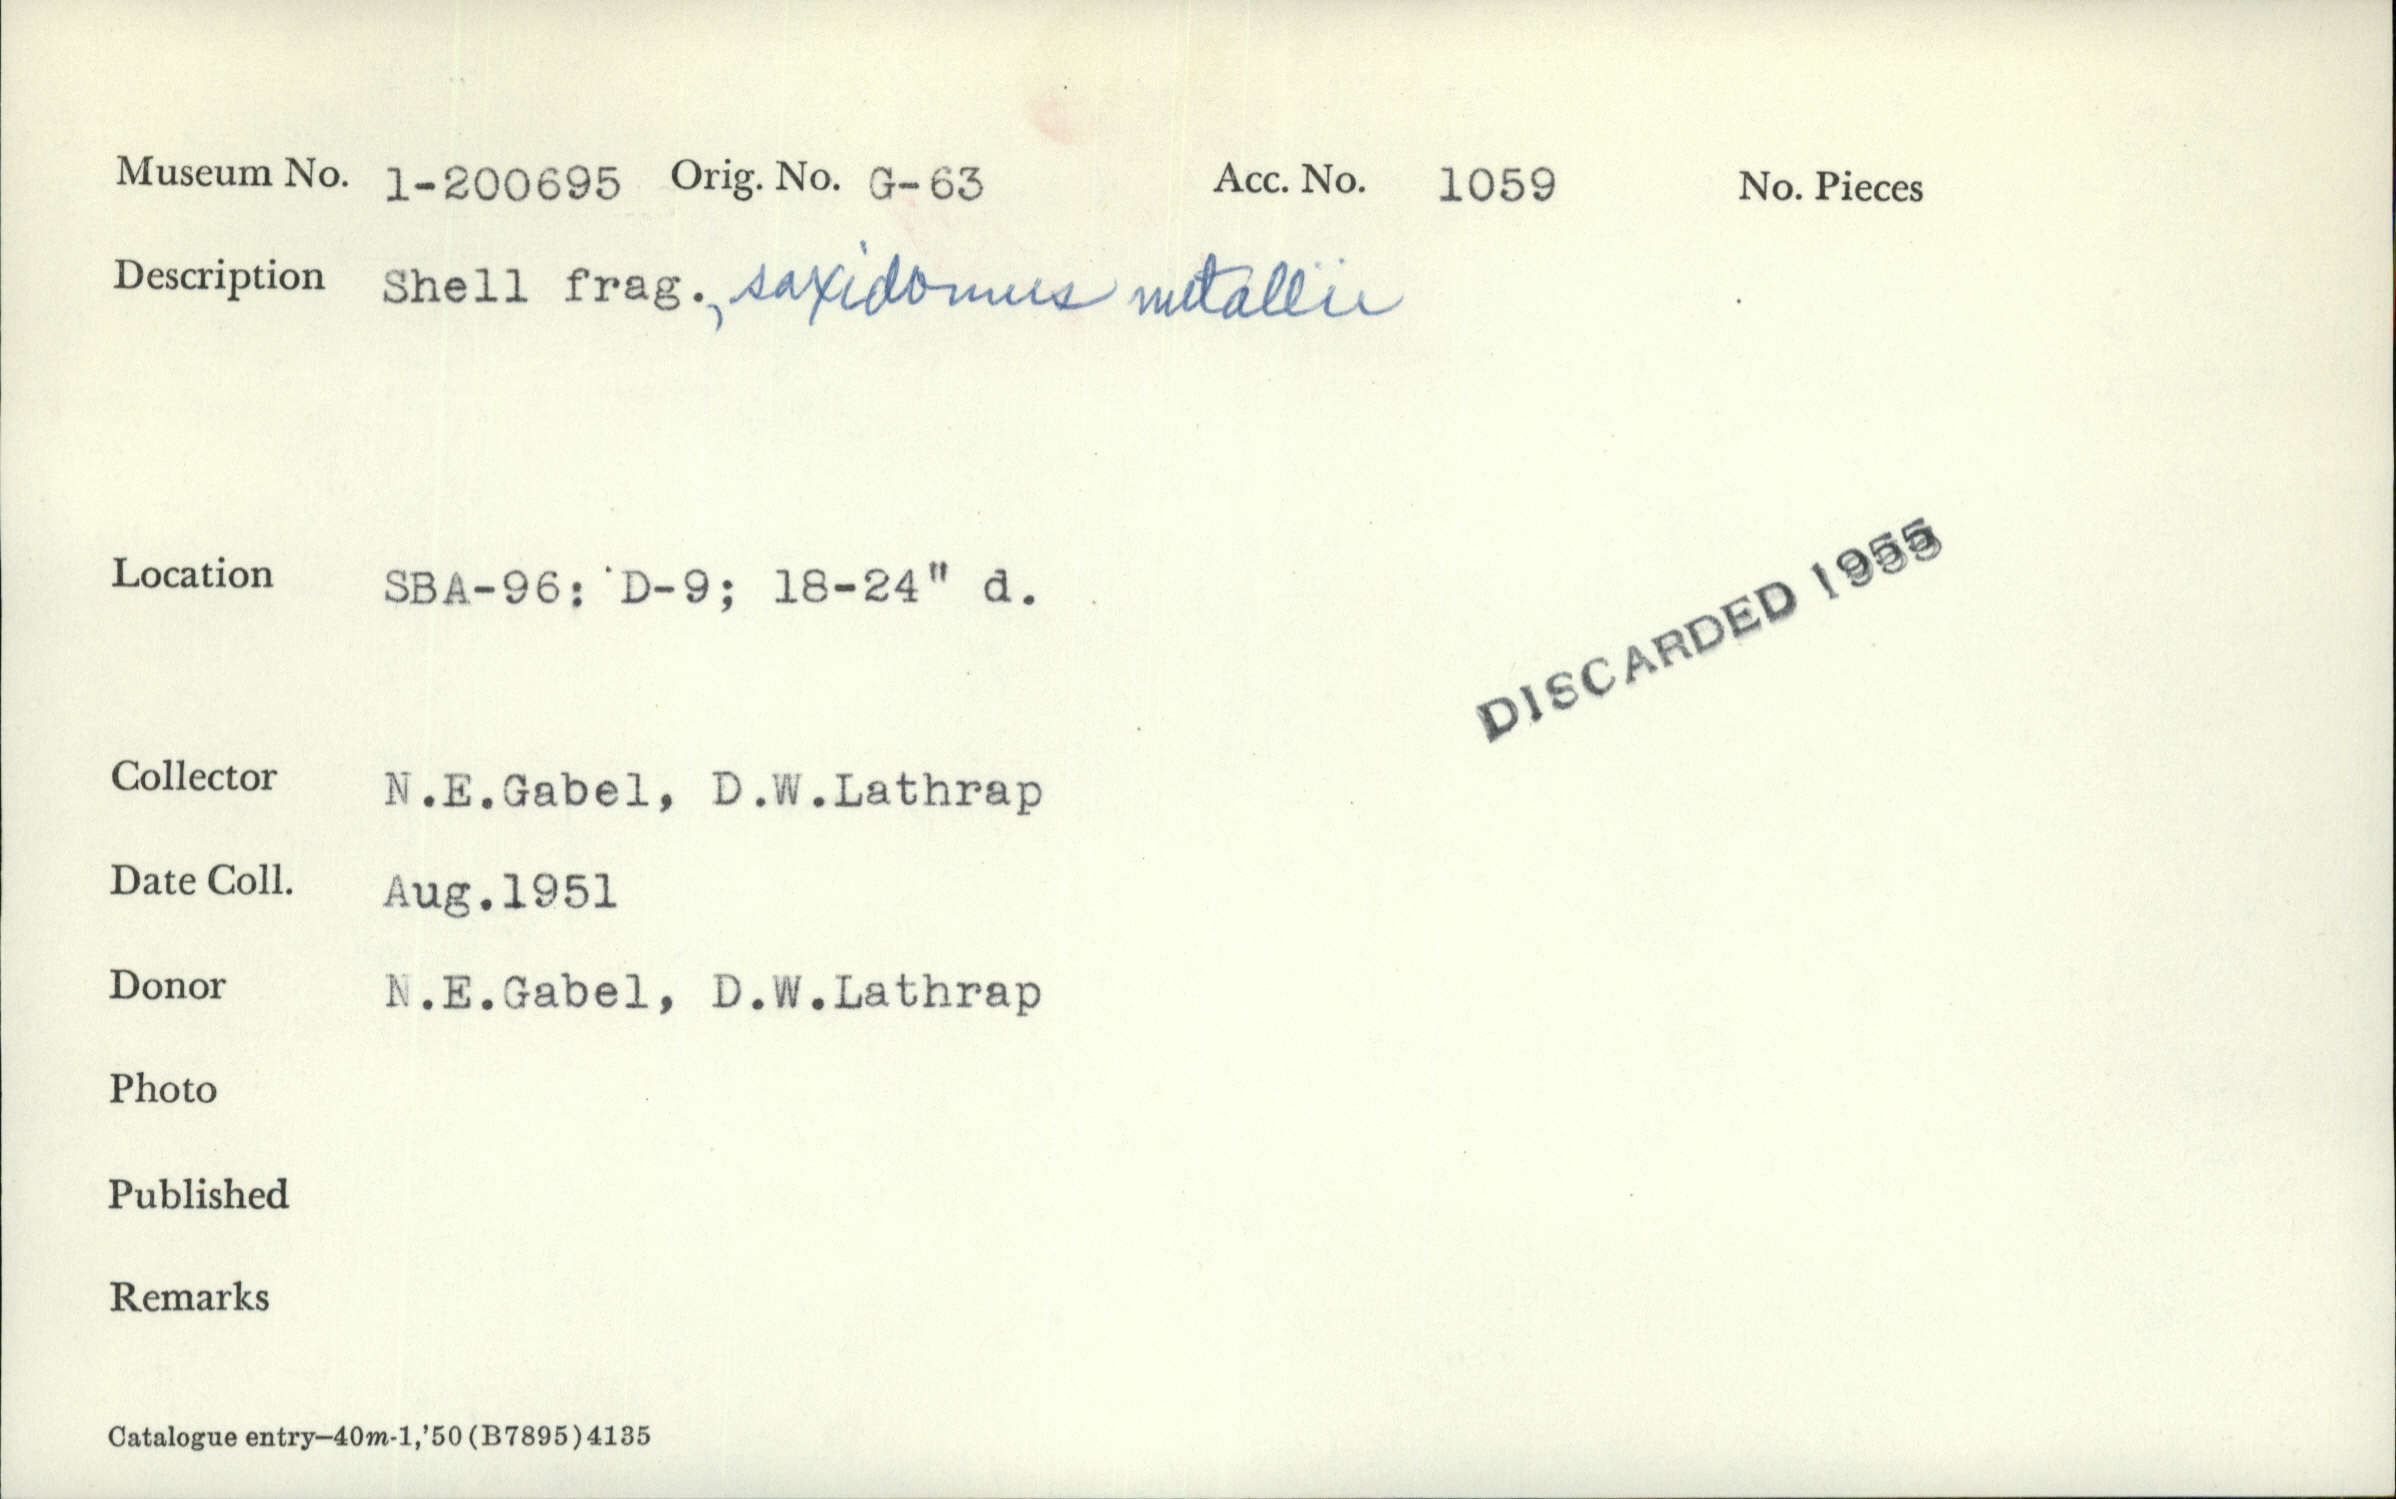 Museum No. 1-200695 Orig. No. G-63 Acc. No. 1059 No. Pieces
Description Shell frag., saxidomus nutallii
Location SBA-96: D-9; 18-24" d.
DISCARDED 1955
Collector N.E.Gabel, D.W.Lathrap
Date Coll. Aug.1951
Donor N.E.Gabel, D.W.Lathrap
Photo
Published
Remarks
Catalogue entry—40m-1,'50(B7895)4135